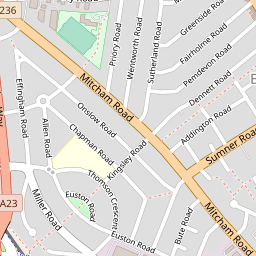 236
Priory Road
Wentworth Road
Sutherland Road
Greenside Road
Fairholme Road
Pemdevon Road
Dennett Road
Mitcham Road
Effingham Road
Allen Road
Onslow Road
Chapman Road
Kingsley Road
Addington Road
Sumner Road
A23
Miller Road
Thomson Crescent
Euston Road
Euston Road
Bute Road
Mitcham Road